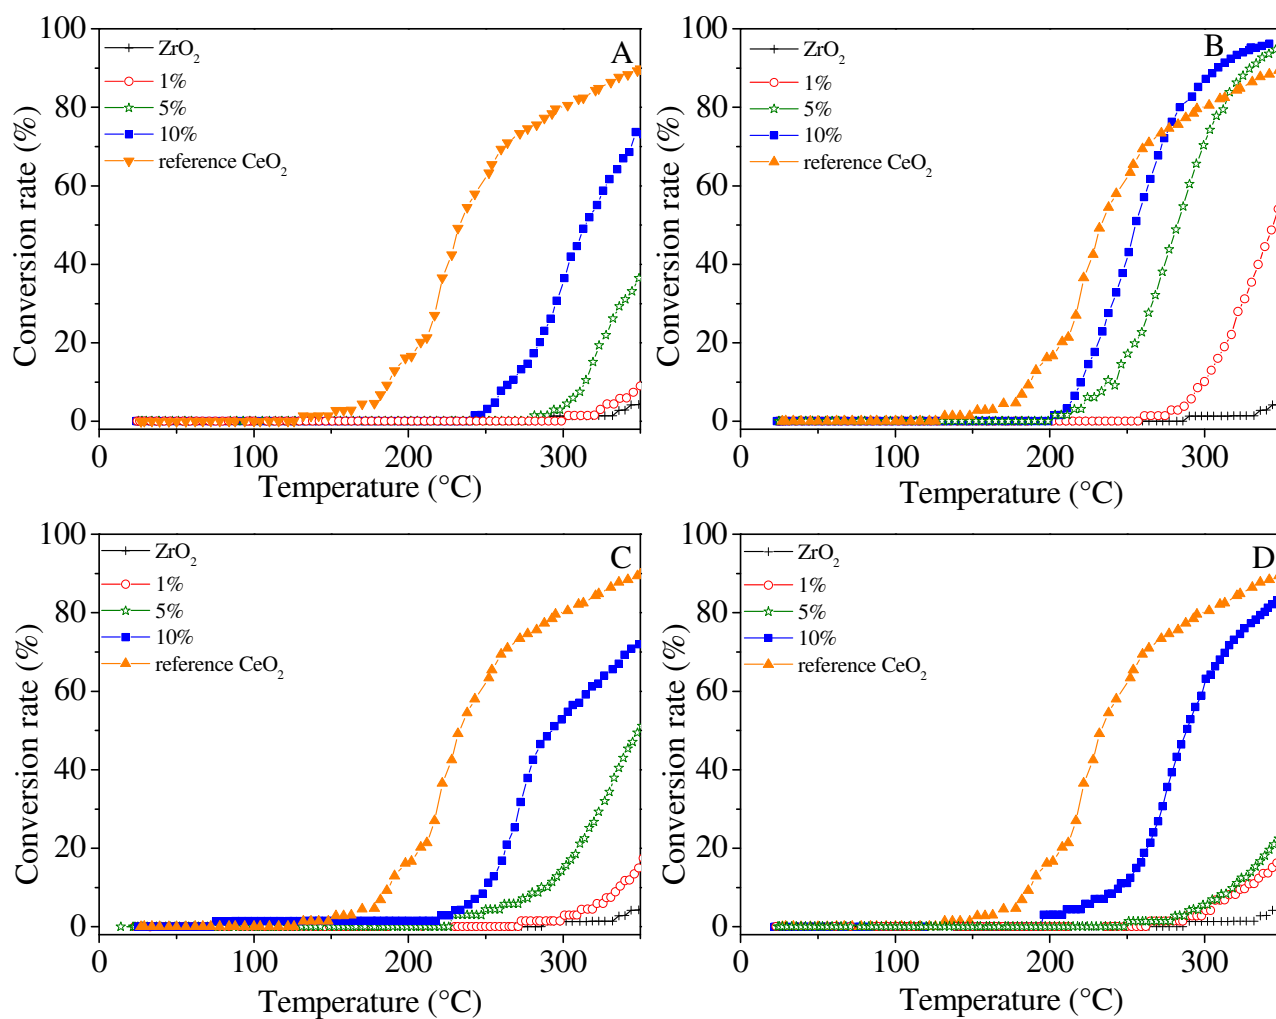 A
100
80
60
40
20
0
Conversion rate (%)
ZrO₂
1%
5%
10%
reference CeO₂
0 100 200 300
Temperature (°C)
B
100
80
60
40
20
0
Conversion rate (%)
ZrO₂
1%
5%
10%
reference CeO₂
0 100 200 300
Temperature (°C)
C
100
80
60
40
20
0
Conversion rate (%)
ZrO₂
1%
5%
10%
reference CeO₂
0 100 200 300
Temperature (°C)
D
100
80
60
40
20
0
Conversion rate (%)
ZrO₂
1%
5%
10%
reference CeO₂
0 100 200 300
Temperature (°C)